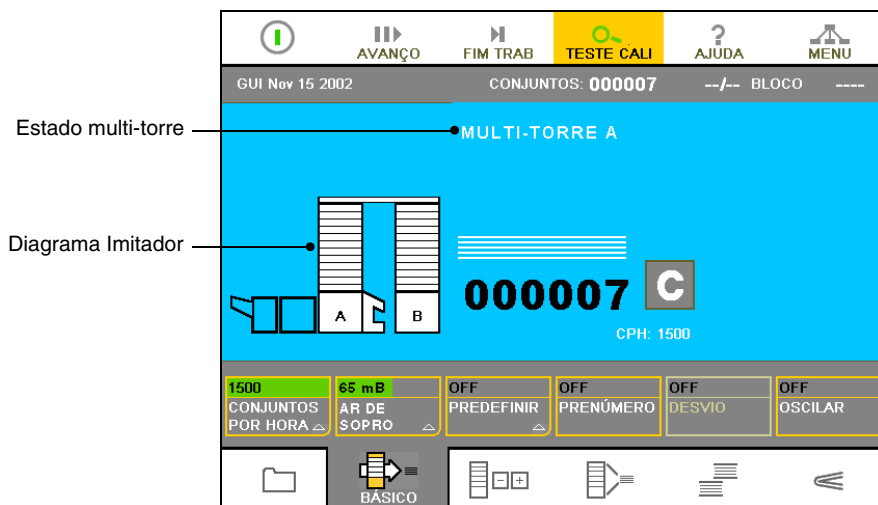 AVANÇO
FIM TRAB
TESTE CALI
?
AJUDA
MENU
GUI Nov 15 2002
CONJUNTOS: 000007
--/-- BLOCO ----
Estado multi-torre
MULTI-TORRE A
Diagrama Imitador
A
B
000007
C
CPH: 1500
1500
CONJUNTOS
POR HORA
65 mB
AR DE
SOPRO
OFF
PREDEFINIR
OFF
PRENÚMERO
OFF
DESVIO
OFF
OSCILAR
BÁSICO